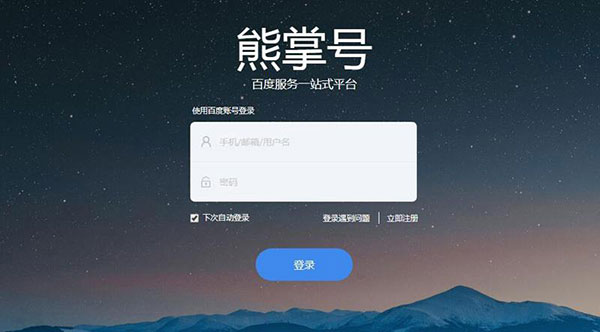 熊掌号
百度服务一站式平台
使用百度账号登录
手机/邮箱/用户名
密码
下次自动登录 登录遇到问题 | 立即注册
登录